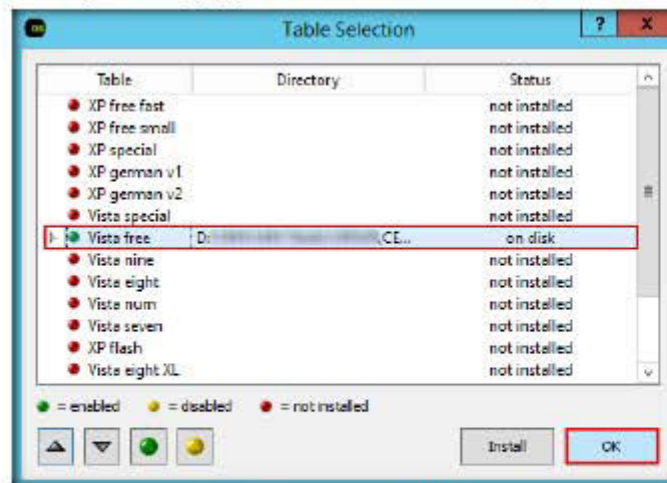 Table Selection
? X
Table Directory Status
XP free fast not installed
XP free small not installed
XP special not installed
XP german v1 not installed
XP german v2 not installed
Vista special not installed
Vista free D: CE... on disk
Vista nine not installed
Vista eight not installed
Vista num not installed
Vista seven not installed
XP flash not installed
Vista eight XL not installed
= enabled = disabled = not installed
Install OK